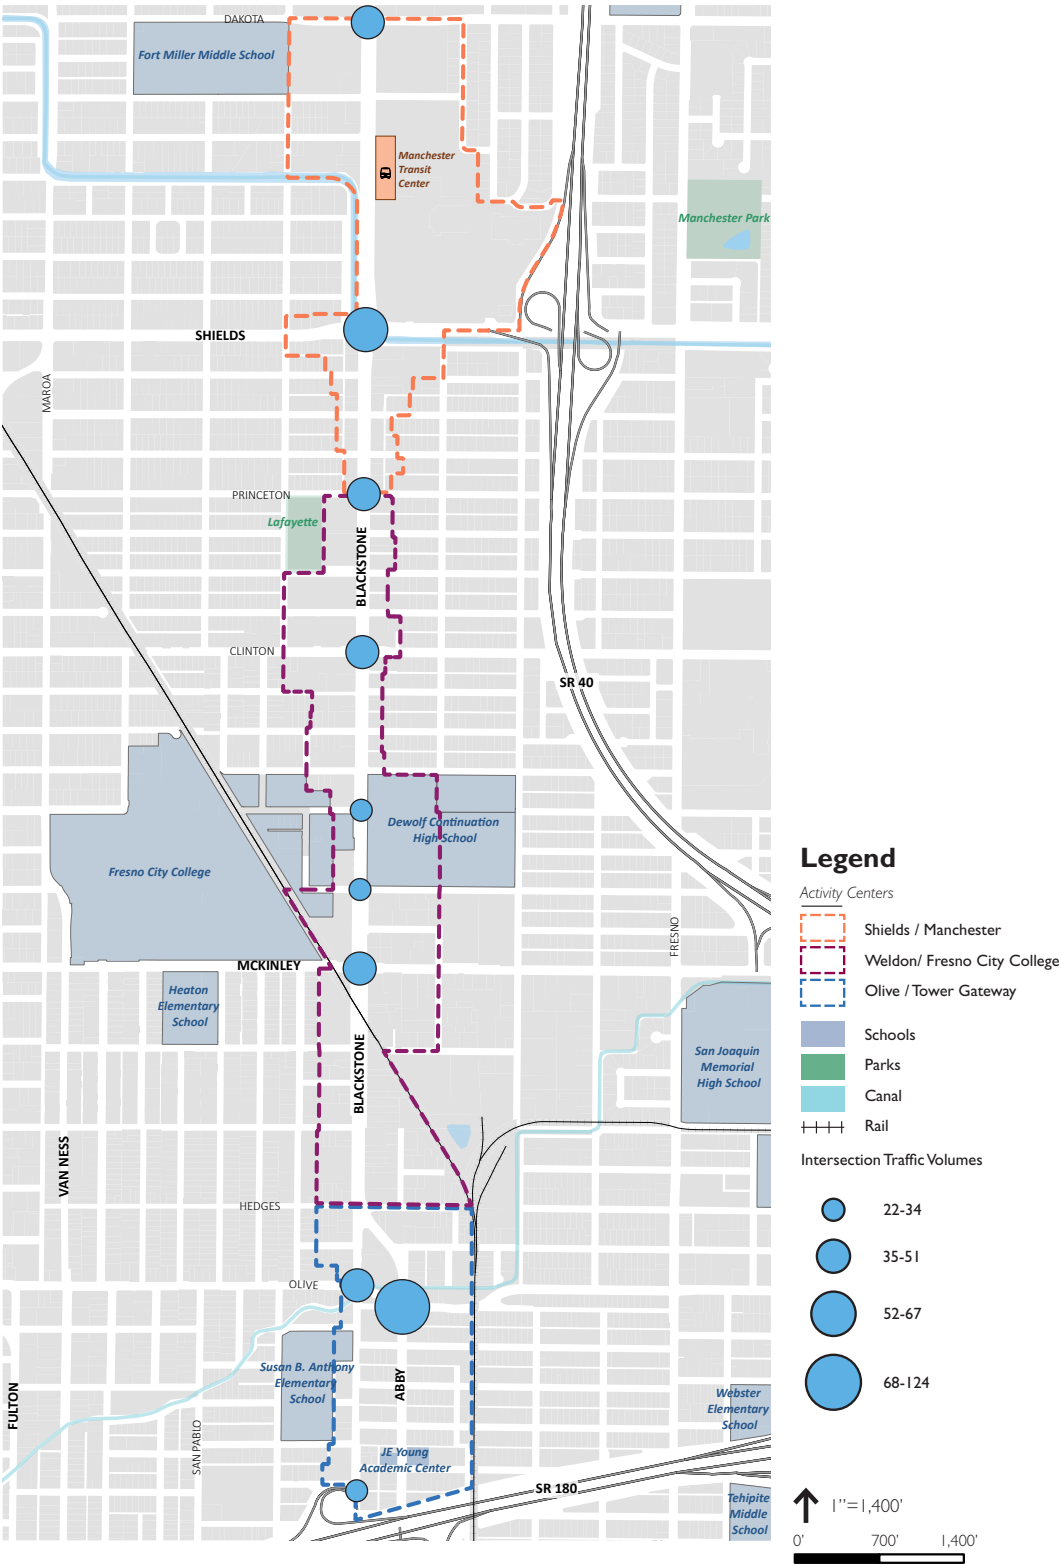 DAKOTA
Fort Miller Middle School
Manchester
Transit
Center
Manchester Park
SHIELDS
MAROA
PRINCETON
Lafayette
BLACKSTONE
CLINTON
SR 40
Dewolf Continuation
High School
Fresno City College
FRESNO
MCKINLEY
Heaton
Elementary
School
BLACKSTONE
San Joaquin
Memorial
High School
VAN NESS
HEDGES
OLIVE
Susan B. Anthony
Elementary
School
ABBY
FULTON
SAN PABLO
Webster
Elementary
School
JE Young
Academic Center
SR 180
Tehipite
Middle
School
Legend
Activity Centers
Shields / Manchester
Weldon/ Fresno City College
Olive / Tower Gateway
Schools
Parks
Canal
Rail
Intersection Traffic Volumes
22-34
35-51
52-67
68-124
1"=1,400'
0' 700' 1,400'